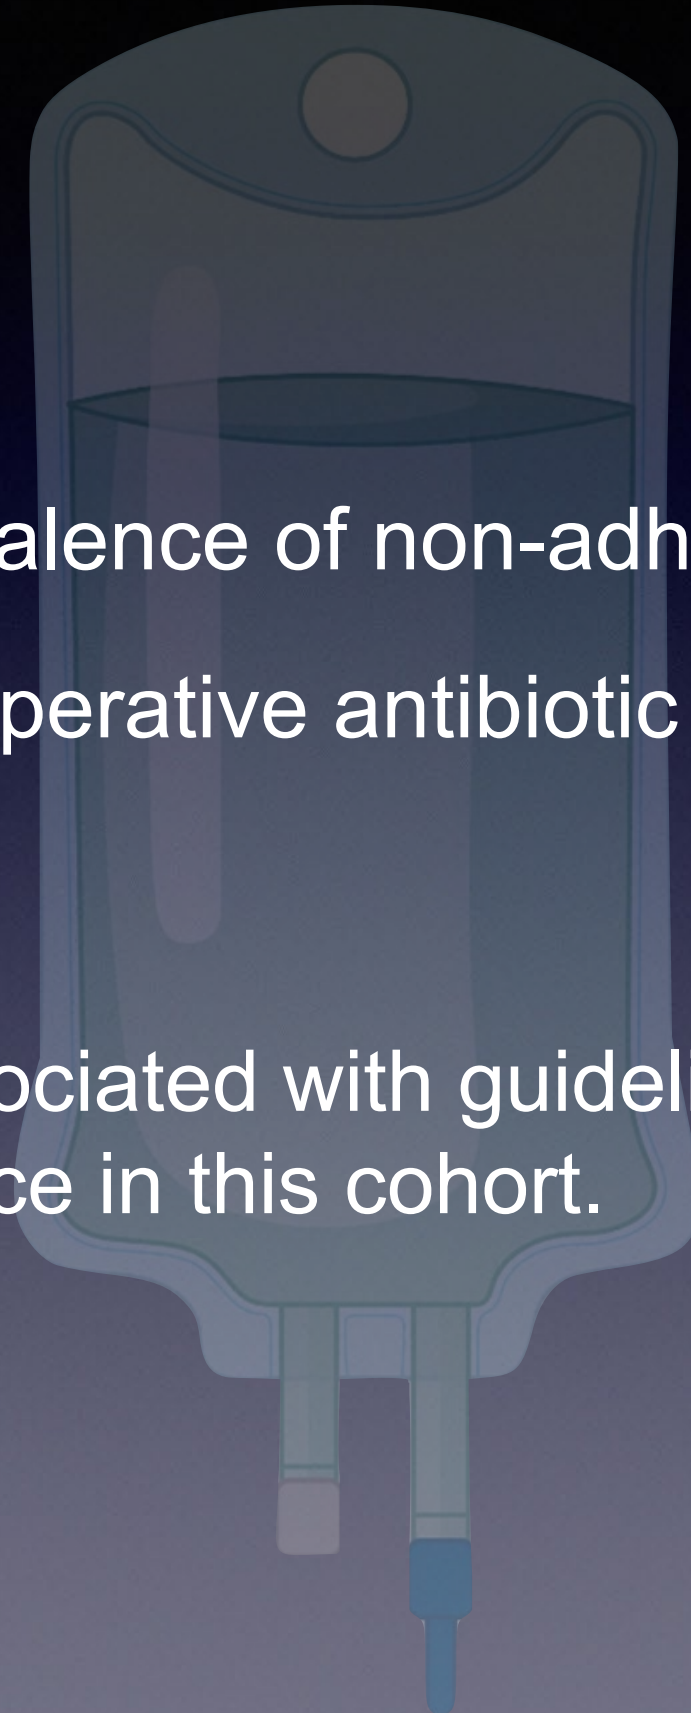 alence of non-adh
perative antibiotic
ociated with guideli
ce in this cohort.